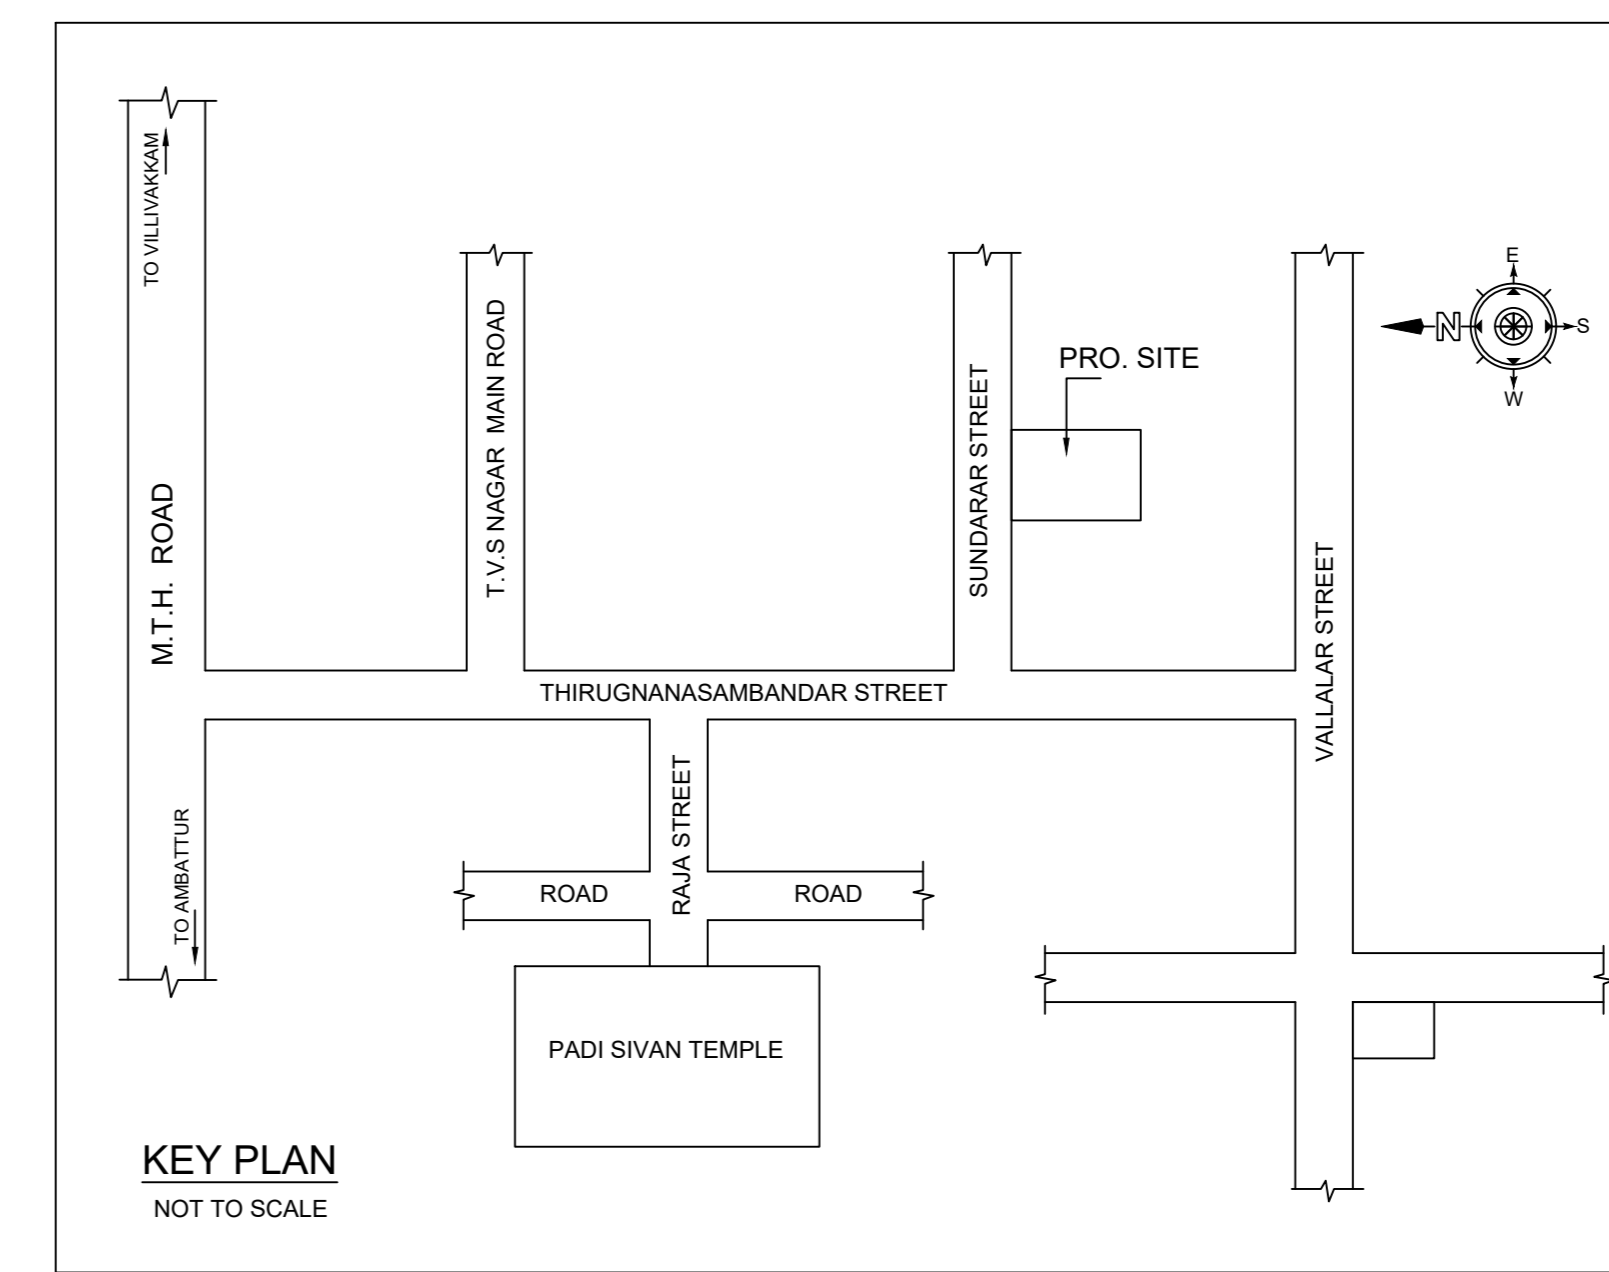 TO VILLIVAKKAM
M.T.H. ROAD
TO AMBATTUR
T.V.S NAGAR MAIN ROAD
SUNDARAR STREET
PRO. SITE
E
N
S
W
VALLALAR STREET
THIRUGNANASAMBANDAR STREET
RAJA STREET
ROAD
ROAD
PADI SIVAN TEMPLE
KEY PLAN
NOT TO SCALE